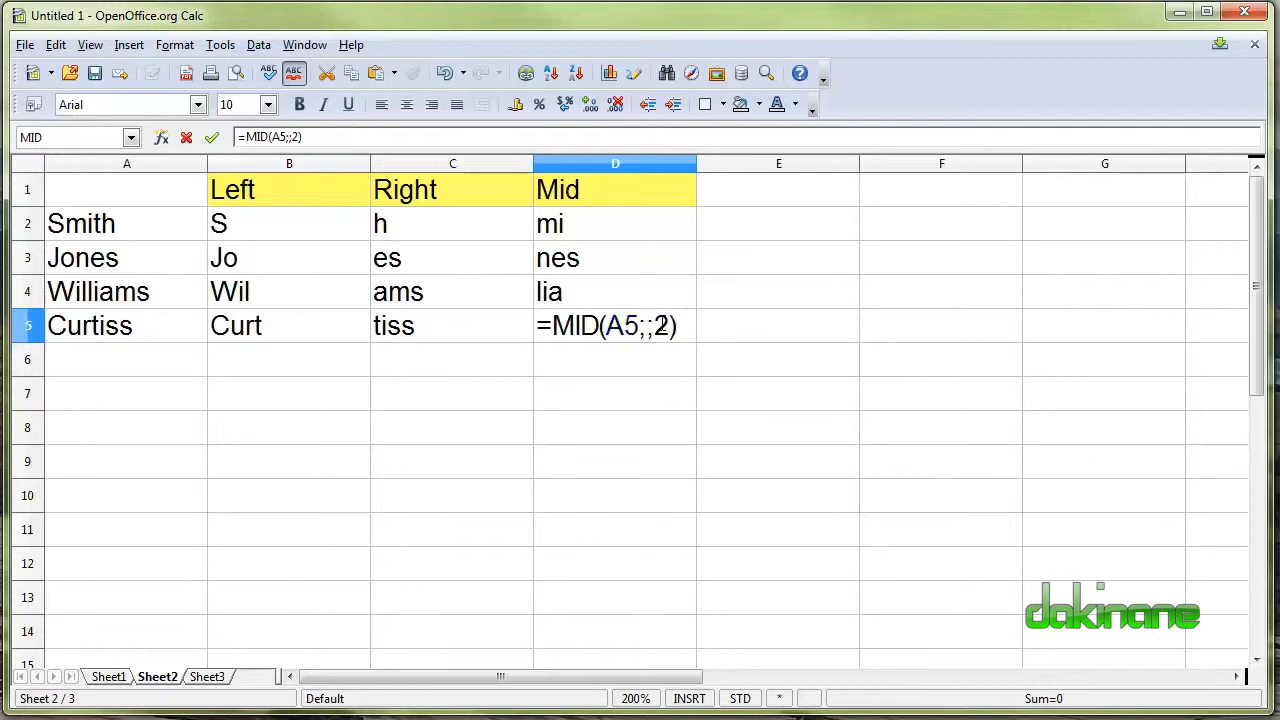 Untitled 1 - OpenOffice.org Calc
File Edit View Insert Format Tools Data Window Help
Arial 10 B I U
MID =MID(A5;;2)
A B C D E F G
1 Left Right Mid
2 Smith S h mi
3 Jones Jo es nes
4 Williams Wil ams lia
5 Curtiss Curt tiss =MID(A5;;2)
6
7
8
9
10
11
12
13
14
15
dakinane
Sheet1 Sheet2 Sheet3
Sheet 2 / 3 Default 200% INSRT STD * Sum=0